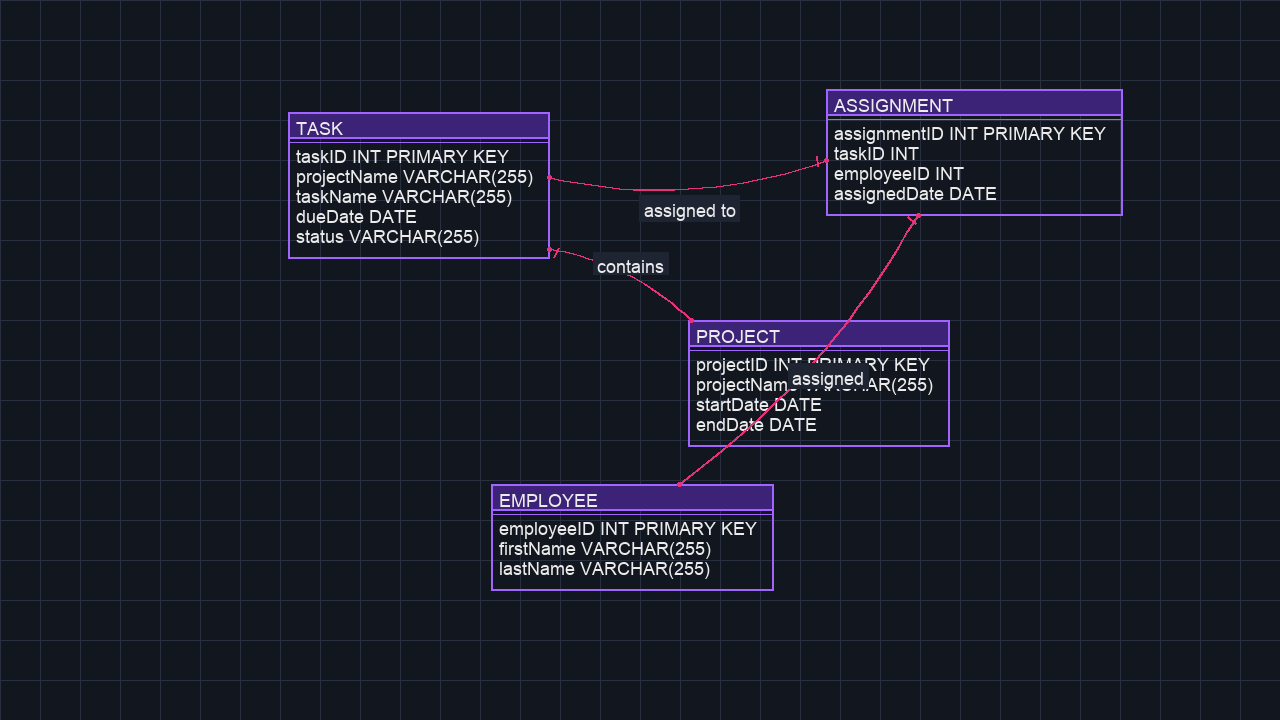 TASK
taskID INT PRIMARY KEY
projectName VARCHAR(255)
taskName VARCHAR(255)
dueDate DATE
status VARCHAR(255)
ASSIGNMENT
assignmentID INT PRIMARY KEY
taskID INT
employeeID INT
assignedDate DATE
assigned to
contains
PROJECT
projectID INT PRIMARY KEY
projectName VARCHAR(255)
startDate DATE
endDate DATE
assigned
EMPLOYEE
employeeID INT PRIMARY KEY
firstName VARCHAR(255)
lastName VARCHAR(255)